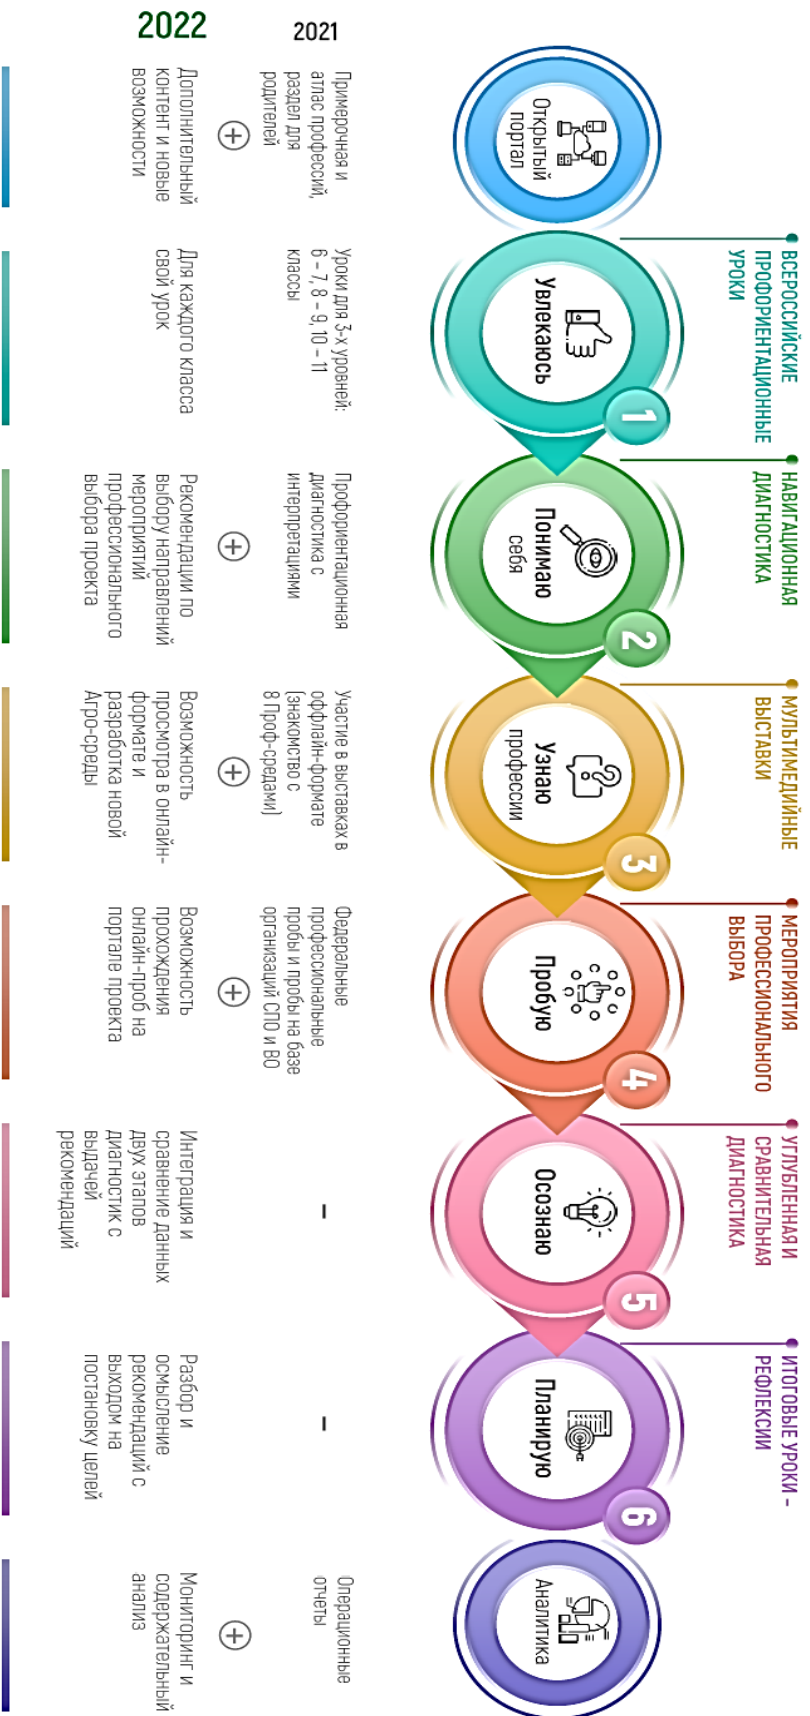 ВСЕРОССИЙСКИЕ
ПРОФОРИЕНТАЦИОННЫЕ
УРОКИ
НАВИГАЦИОННАЯ
ДИАГНОСТИКА
МУЛЬТИМЕДИЙНЫЕ
ВЫСТАВКИ
МЕРОПРИЯТИЯ
ПРОФЕССИОНАЛЬНОГО
ВЫБОРА
УГЛУБЛЕННАЯ И
СРАВНИТЕЛЬНАЯ
ДИАГНОСТИКА
ИТОГОВЫЕ УРОКИ –
РЕФЛЕКСИИ
Открытый
портал
Увлекаюсь
1
Понимаю
себя
2
Узнаю
профессии
3
Пробую
4
Осознаю
5
Планирую
6
Аналитика
2021
Примерочная и
атлас профессий,
раздел для
родителей
Уроки для 3-х уровней:
6 – 7, 8 – 9, 10 – 11
классы
Профориентационная
диагностика с
интерпретациями
Участие в выставках в
оффлайн-формате
(знакомство с
8 Проф-средами)
Федеральные
профессиональные
пробы и пробы на базе
организаций СПО и ВО
–
–
Операционные
отчеты
+
+
+
+
+
2022
Дополнительный
контент и новые
возможности
Для каждого класса
свой урок
Рекомендации по
выбору направлений
мероприятий
профессионального
выбора проекта
Возможность
просмотра в онлайн-
формате и
разработка новой
Агро-среды
Возможность
прохождения
онлайн-проб на
портале проекта
Интеграция и
сравнение данных
двух этапов
диагностик с
выдачей
рекомендаций
Разбор и
осмысление
рекомендаций с
выходом на
постановку целей
Мониторинг и
содержательный
анализ